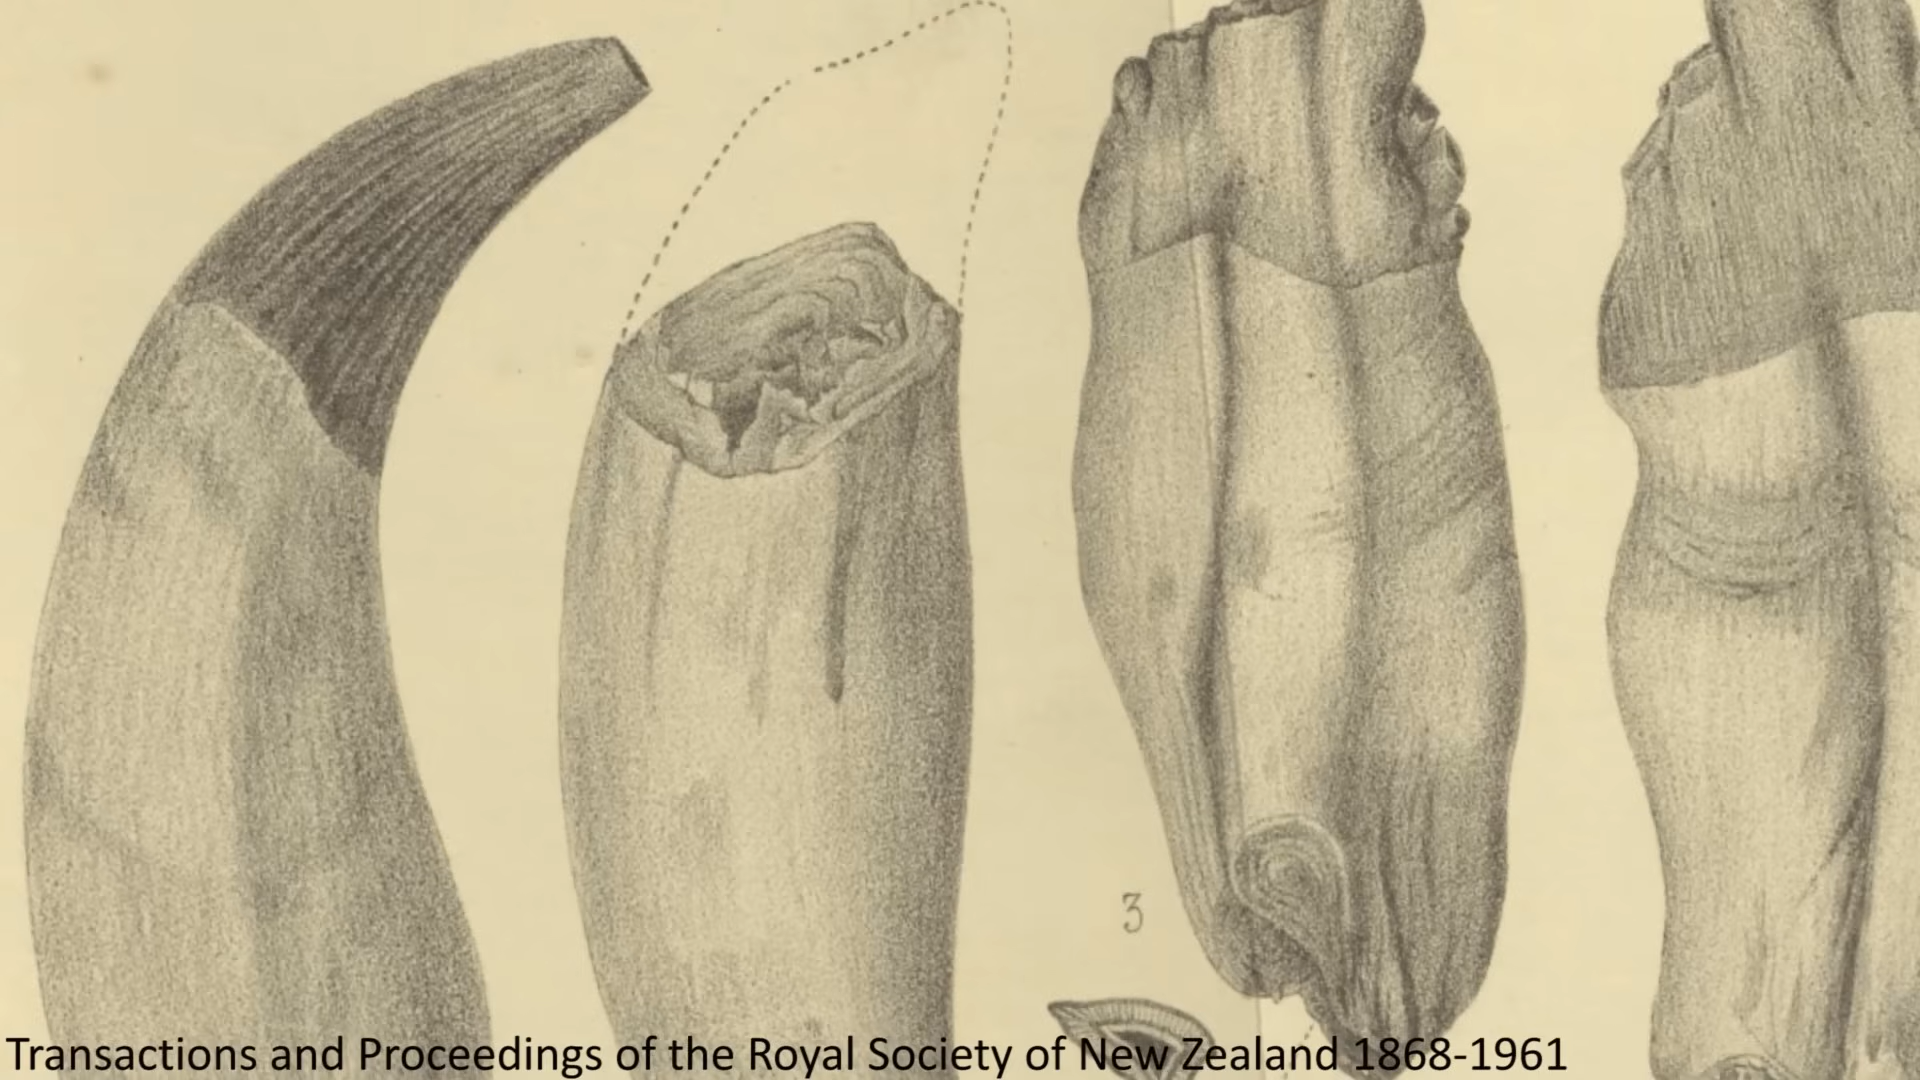 3
Transactions and Proceedings of the Royal Society of New Zealand 1868-1961